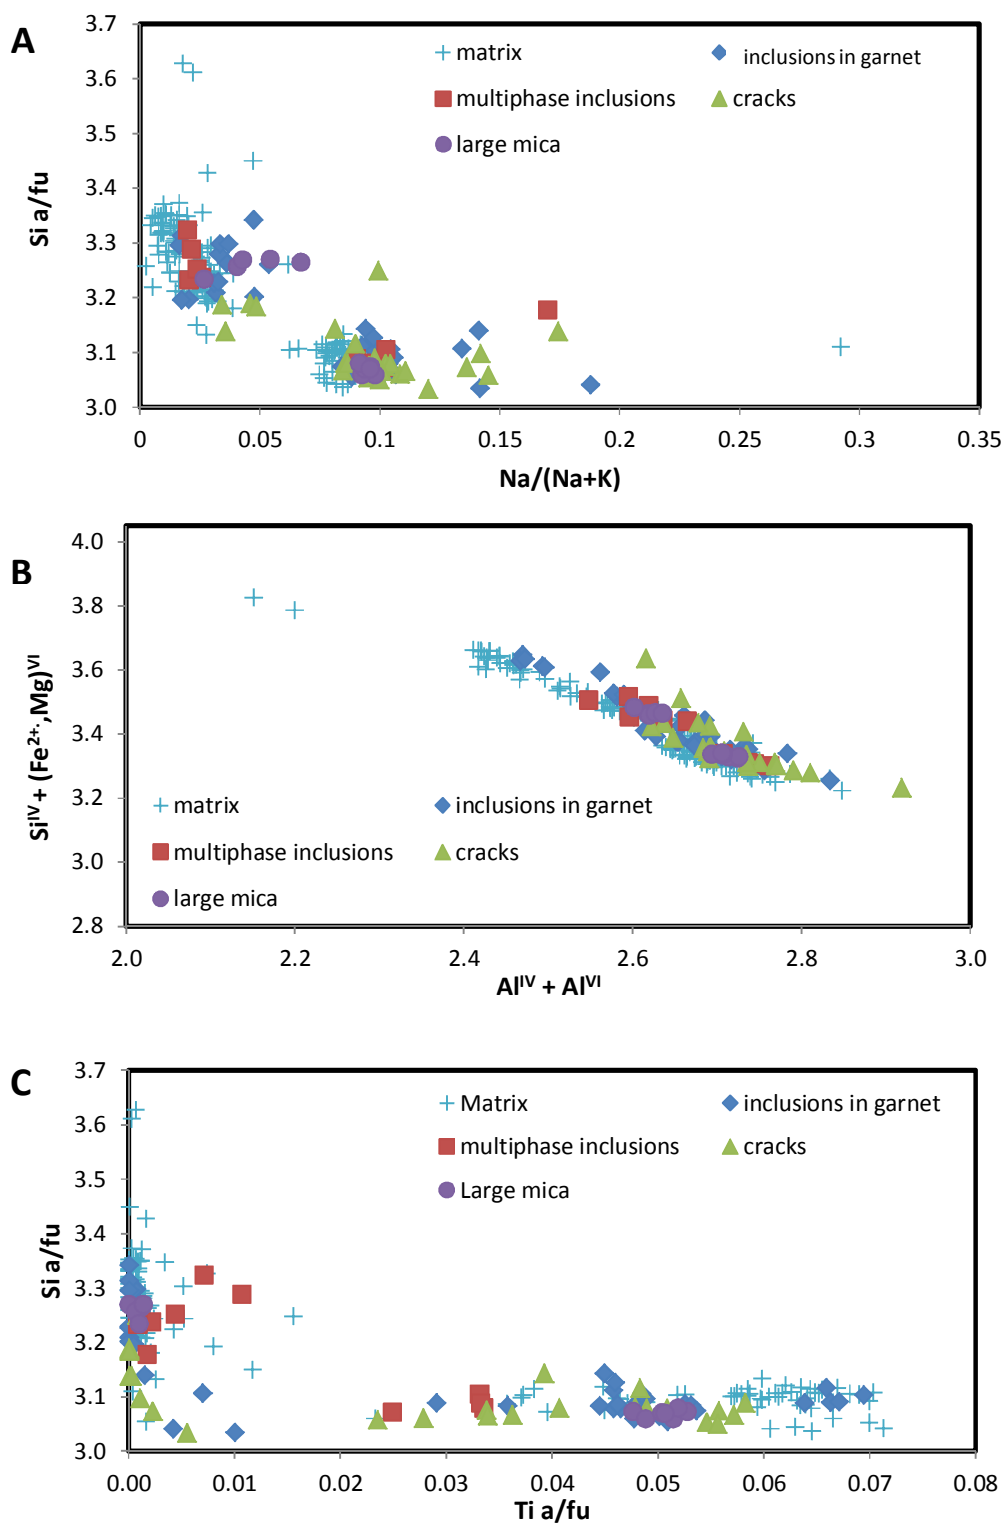 A
3.7
3.6
3.5
3.4
3.3
3.2
3.1
3.0
Si a/fu
matrix
inclusions in garnet
multiphase inclusions
cracks
large mica
0 0.05 0.1 0.15 0.2 0.25 0.3 0.35
Na/(Na+K)
B
4.0
3.8
3.6
3.4
3.2
3.0
2.8
Si^IV + (Fe^2+.,Mg)^VI
matrix
inclusions in garnet
multiphase inclusions
cracks
large mica
2.0 2.2 2.4 2.6 2.8 3.0
Al^IV + Al^VI
C
3.7
3.6
3.5
3.4
3.3
3.2
3.1
3.0
Si a/fu
Matrix
inclusions in garnet
multiphase inclusions
cracks
Large mica
0.00 0.01 0.02 0.03 0.04 0.05 0.06 0.07 0.08
Ti a/fu